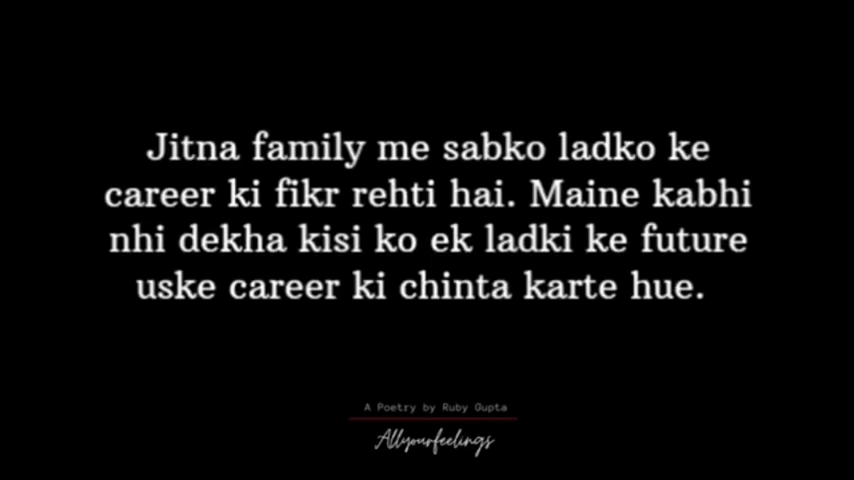 Jitna family me sabko ladko ke
career ki fikr rehti hai. Maine kabhi
nhi dekha kisi ko ek ladki ke future
uske career ki chinta karte hue.
A Poetry by Ruby Gupta
Allyourfeelings